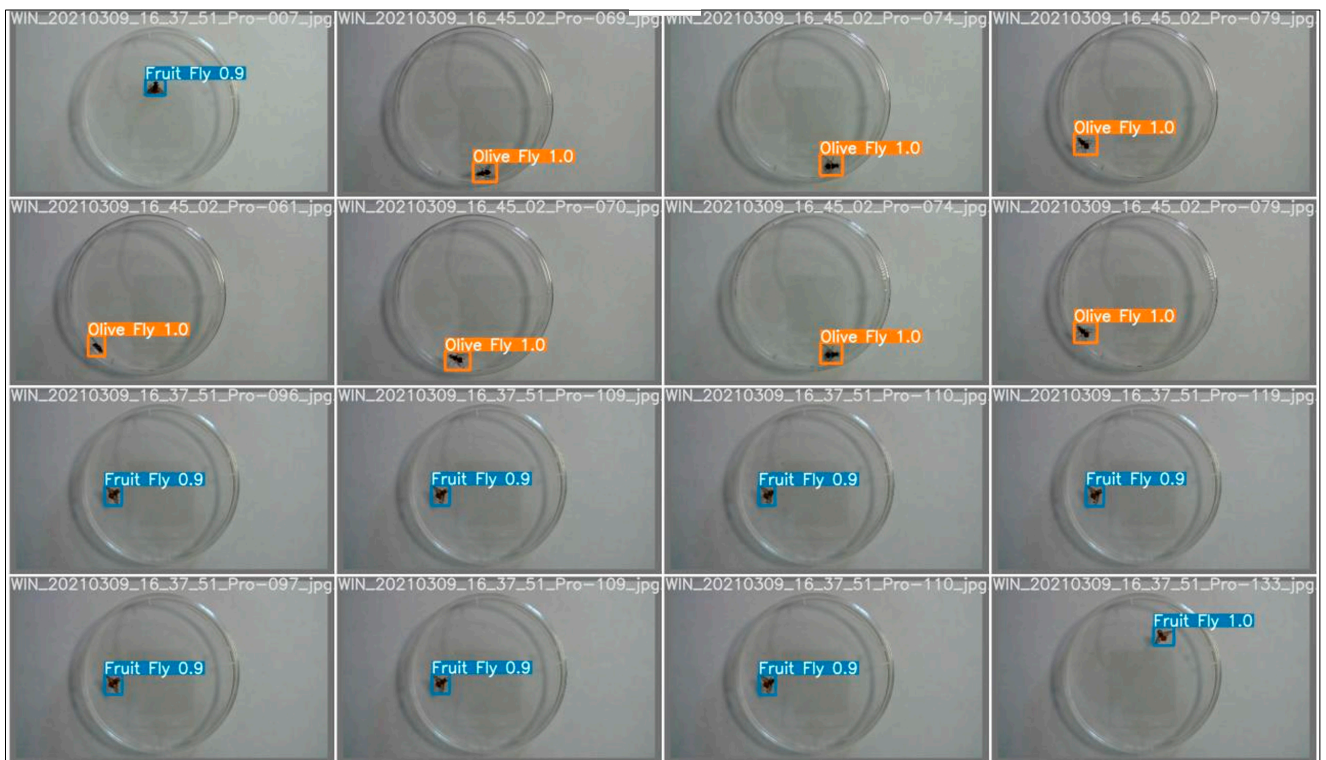 WIN_20210309_16_37_51_Pro-007_jpg
Fruit Fly 0.9
WIN_20210309_16_45_02_Pro-069_jpg
Olive Fly 1.0
WIN_20210309_16_45_02_Pro-074_jpg
Olive Fly 1.0
WIN_20210309_16_45_02_Pro-079_jpg
Olive Fly 1.0
WIN_20210309_16_45_02_Pro-061_jpg
Olive Fly 1.0
WIN_20210309_16_45_02_Pro-070_jpg
Olive Fly 1.0
WIN_20210309_16_45_02_Pro-074_jpg
Olive Fly 1.0
WIN_20210309_16_45_02_Pro-079_jpg
Olive Fly 1.0
WIN_20210309_16_37_51_Pro-096_jpg
Fruit Fly 0.9
WIN_20210309_16_37_51_Pro-109_jpg
Fruit Fly 0.9
WIN_20210309_16_37_51_Pro-110_jpg
Fruit Fly 0.9
WIN_20210309_16_37_51_Pro-119_jpg
Fruit Fly 0.9
WIN_20210309_16_37_51_Pro-097_jpg
Fruit Fly 0.9
WIN_20210309_16_37_51_Pro-109_jpg
Fruit Fly 0.9
WIN_20210309_16_37_51_Pro-110_jpg
Fruit Fly 0.9
WIN_20210309_16_37_51_Pro-133_jpg
Fruit Fly 1.0